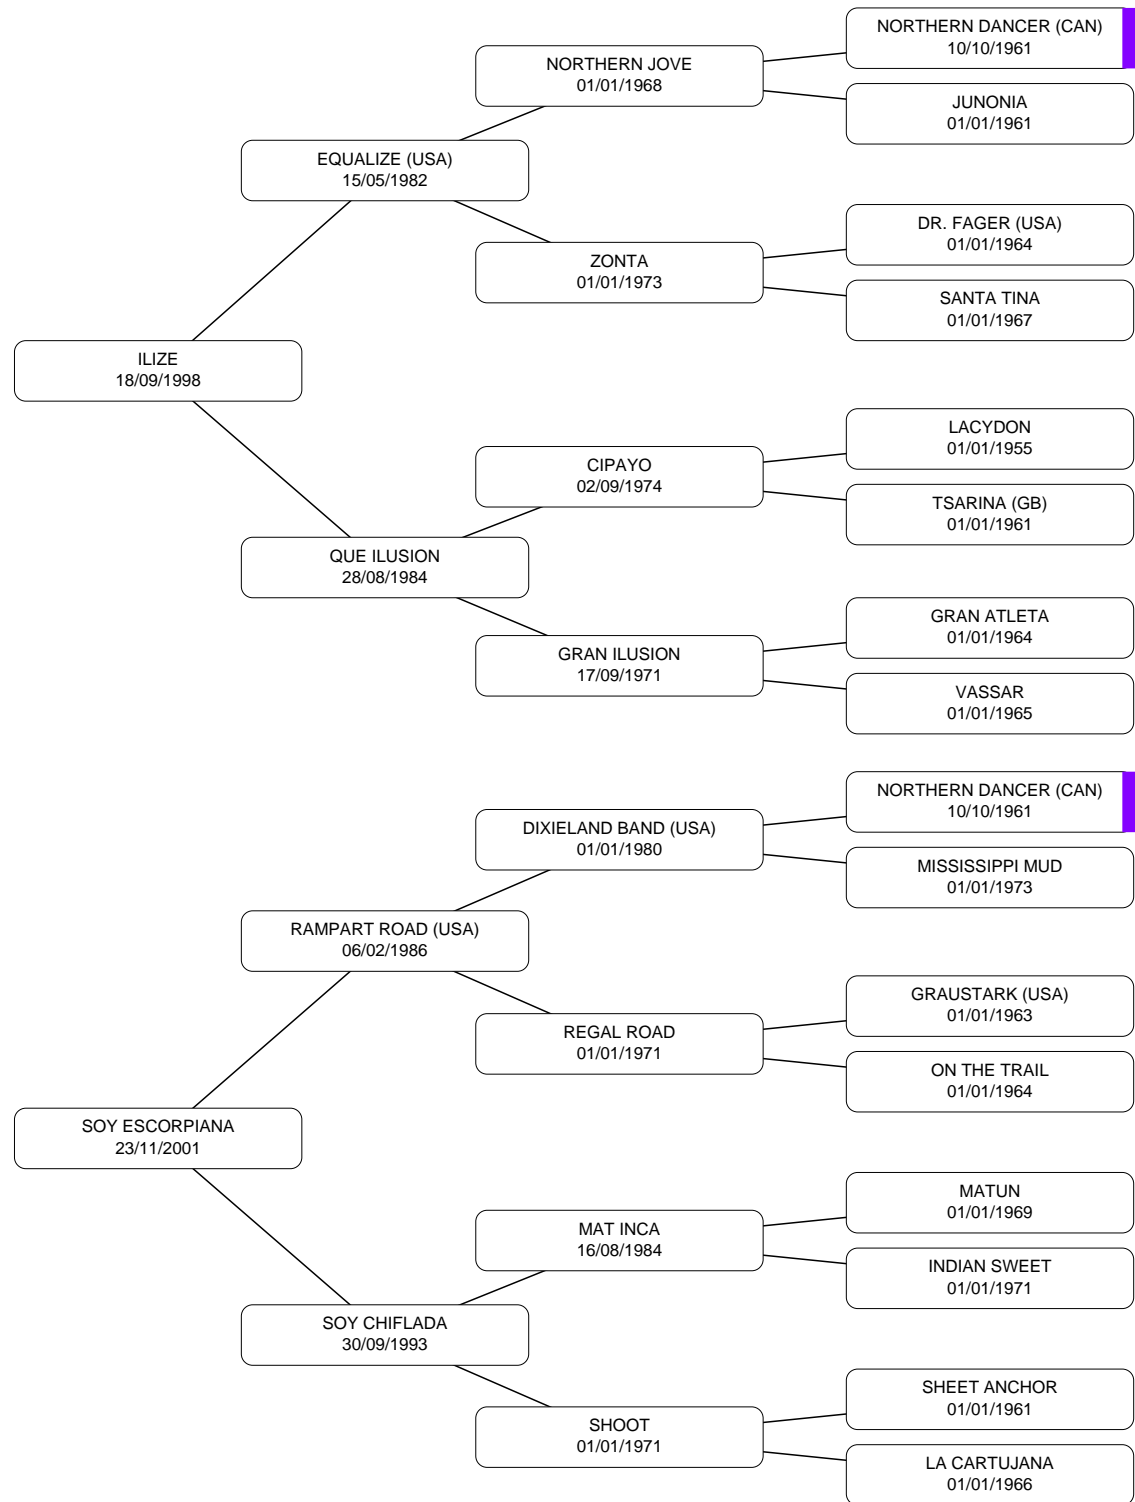 NORTHERN DANCER (CAN)
10/10/1961
NORTHERN JOVE
01/01/1968
JUNONIA
01/01/1961
EQUALIZE (USA)
15/05/1982
DR. FAGER (USA)
01/01/1964
ZONTA
01/01/1973
SANTA TINA
01/01/1967
ILIZE
18/09/1998
LACYDON
01/01/1955
CIPAYO
02/09/1974
TSARINA (GB)
01/01/1961
QUE ILUSION
28/08/1984
GRAN ATLETA
01/01/1964
GRAN ILUSION
17/09/1971
VASSAR
01/01/1965
NORTHERN DANCER (CAN)
10/10/1961
DIXIELAND BAND (USA)
01/01/1980
MISSISSIPPI MUD
01/01/1973
RAMPART ROAD (USA)
06/02/1986
GRAUSTARK (USA)
01/01/1963
REGAL ROAD
01/01/1971
ON THE TRAIL
01/01/1964
SOY ESCORPIANA
23/11/2001
MATUN
01/01/1969
MAT INCA
16/08/1984
INDIAN SWEET
01/01/1971
SOY CHIFLADA
30/09/1993
SHEET ANCHOR
01/01/1961
SHOOT
01/01/1971
LA CARTUJANA
01/01/1966